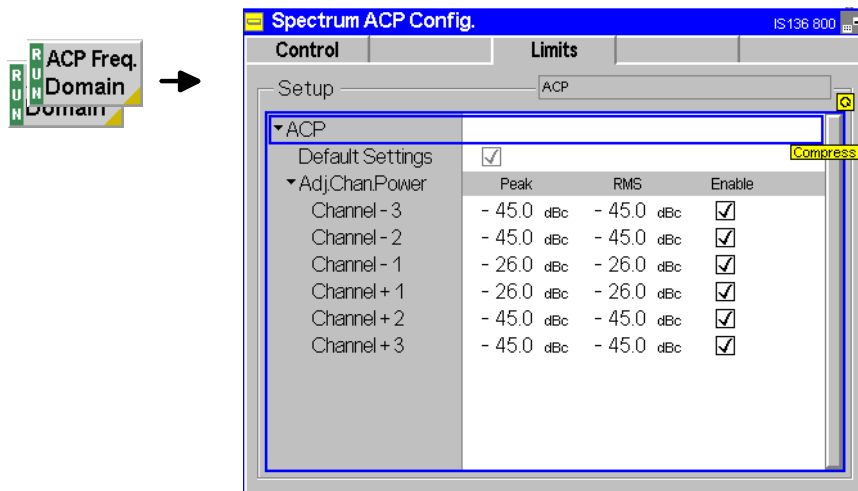 Spectrum ACP Config.
IS136 800
Control
Limits
RUN
ACP Freq.
Domain
RUN
Domain
Setup
ACP
ACP
Compress
Default Settings
Adj.Chan.Power Peak RMS Enable
Channel - 3 - 45.0 dBc - 45.0 dBc
Channel - 2 - 45.0 dBc - 45.0 dBc
Channel - 1 - 26.0 dBc - 26.0 dBc
Channel + 1 - 26.0 dBc - 26.0 dBc
Channel + 2 - 45.0 dBc - 45.0 dBc
Channel + 3 - 45.0 dBc - 45.0 dBc